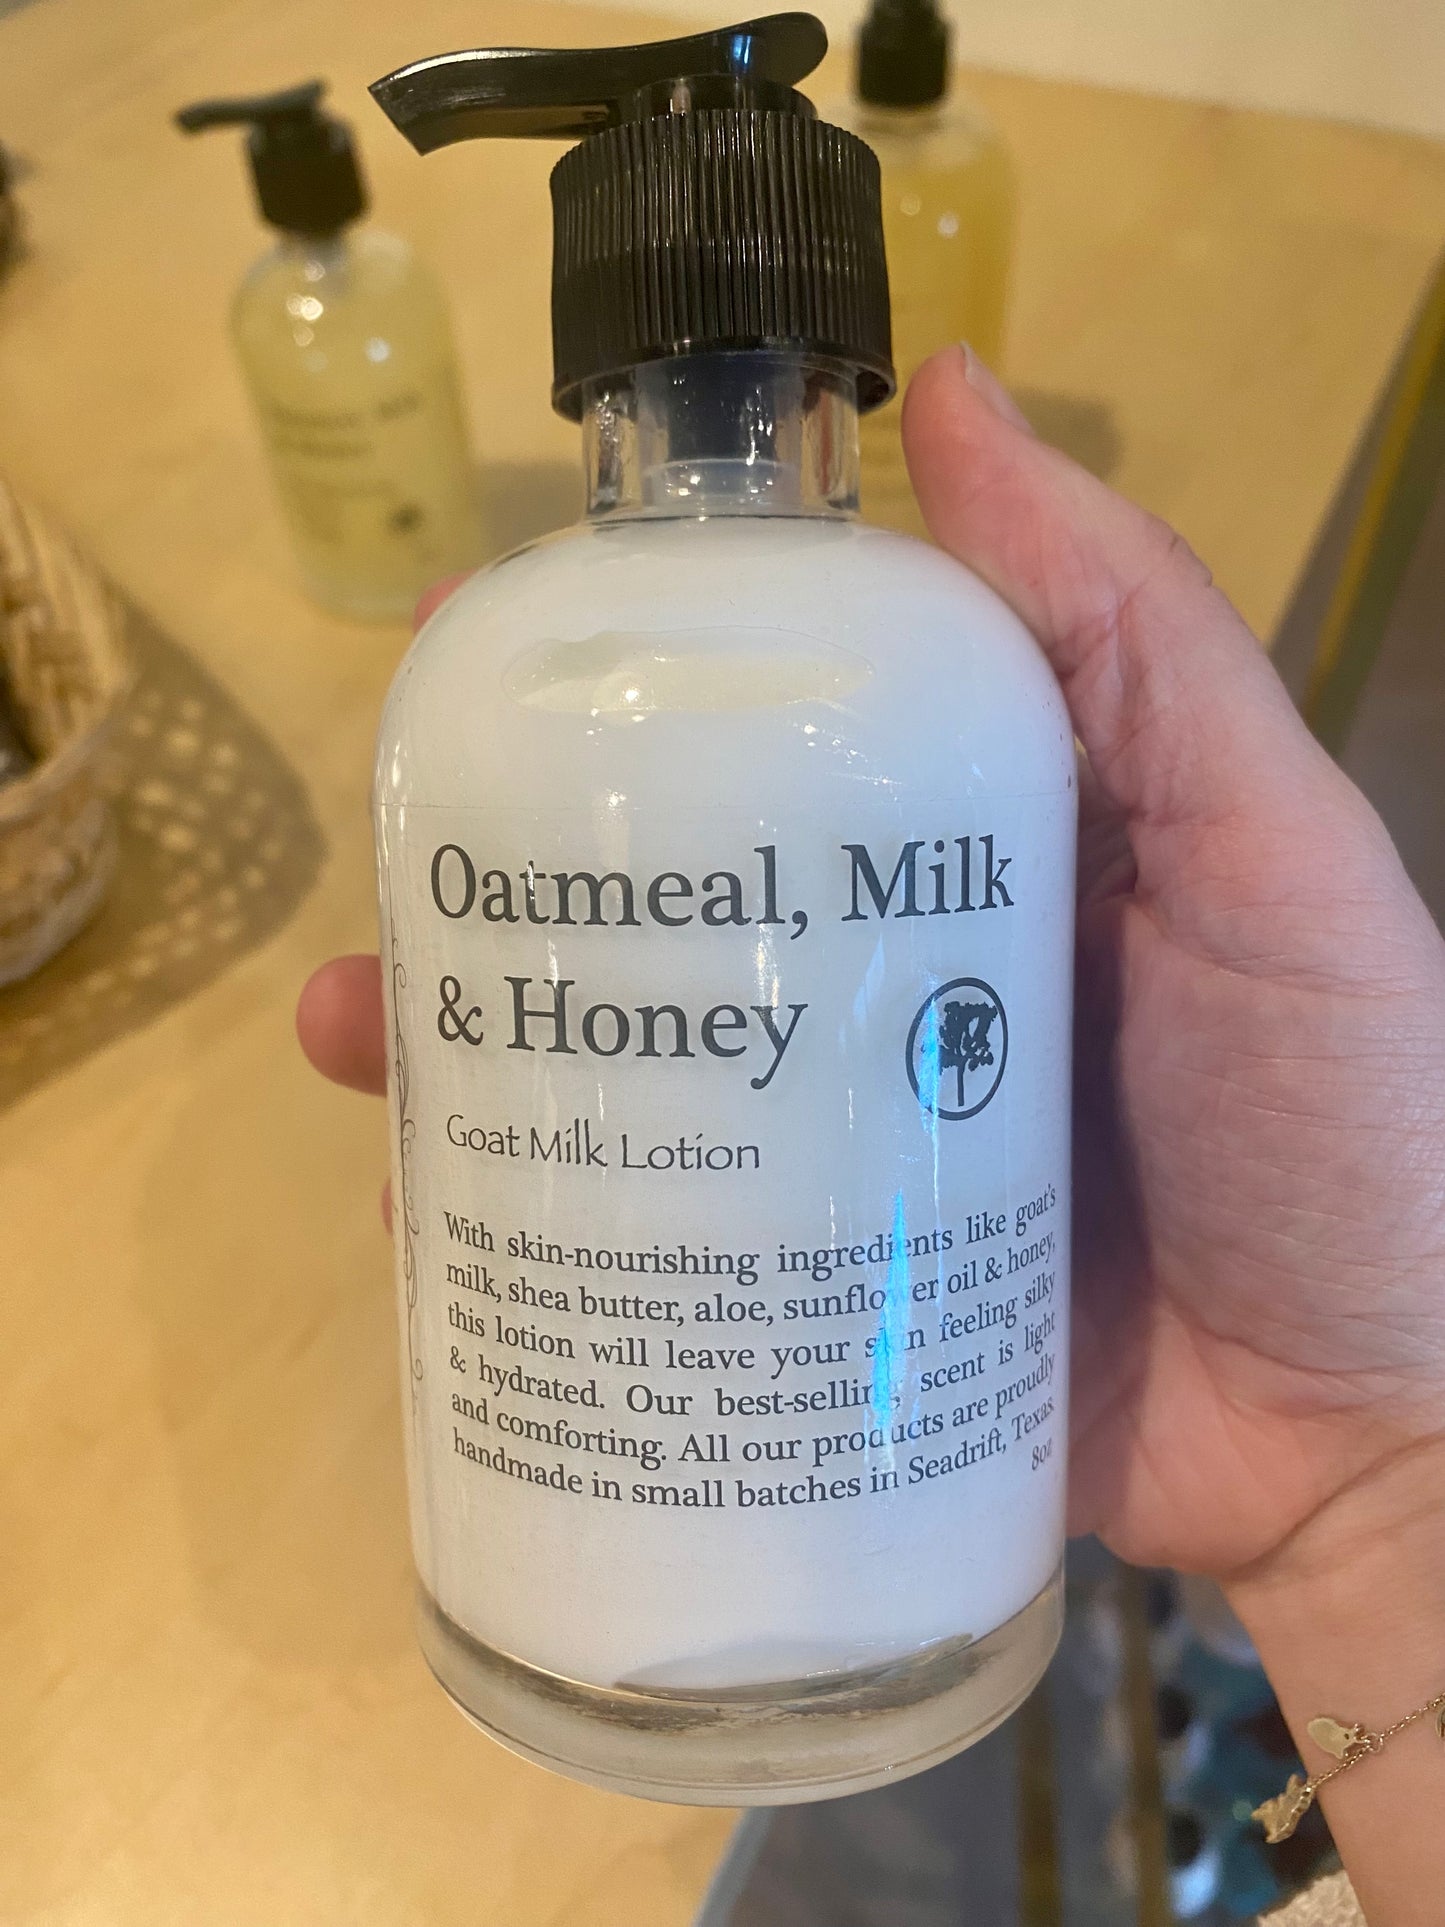 Oatmeal, Milk
& Honey
Goat Milk Lotion
With skin-nourishing ingredients like goat's
milk, shea butter, aloe, sunflower oil & honey,
this lotion will leave your skin feeling silky
& hydrated. Our best-selling scent is light
and comforting. All our products are proudly
handmade in small batches in Seadrift, Texas.
8oz